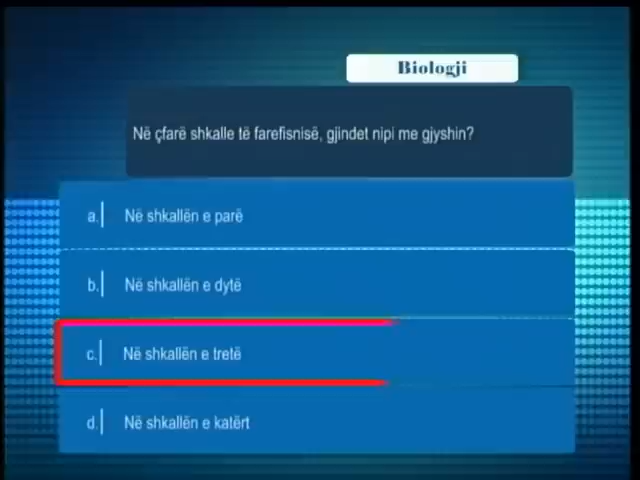 Biologji
Në çfarë shkalle të farefisnisë, gjindet nipi me gjyshin?
a. Në shkallën e parë
b. Në shkallën e dytë
c. Në shkallën e tretë
d. Në shkallën e katërt